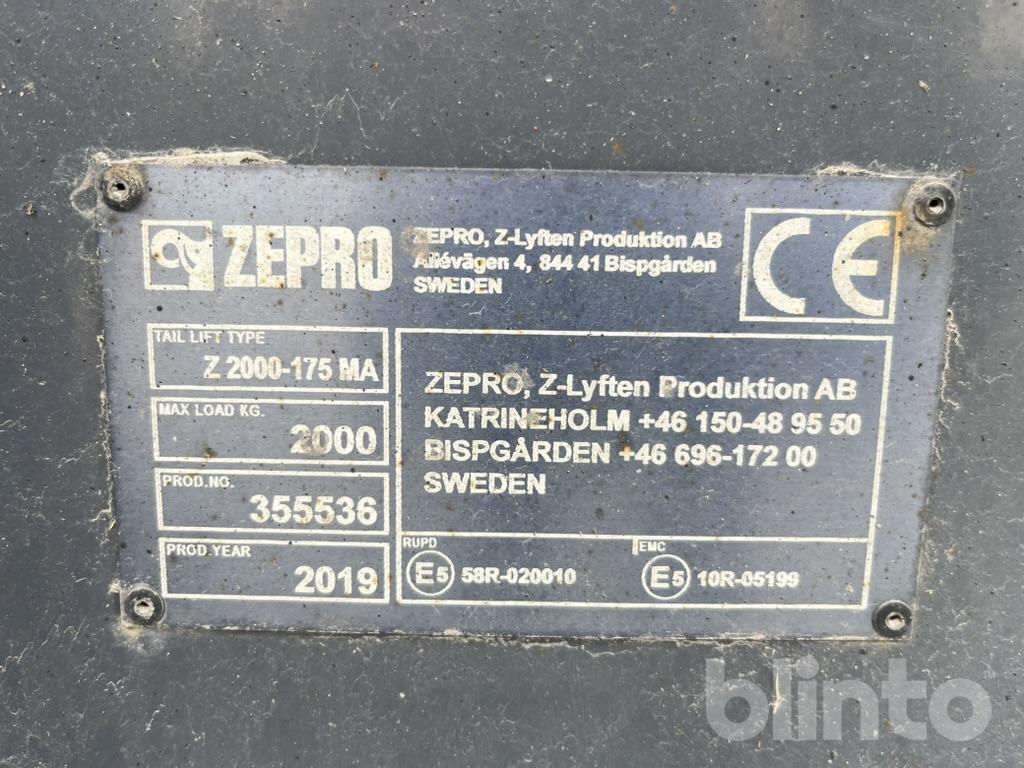 ZEPRO
ZEPRO, Z-Lyften Produktion AB
Allévägen 4, 844 41 Bispgården
SWEDEN
CE
TAIL LIFT TYPE
Z 2000-175 MA
MAX LOAD KG.
2000
PROD.NO.
355536
PROD.YEAR
2019
ZEPRO, Z-Lyften Produktion AB
KATRINEHOLM +46 150-48 95 50
BISPGÅRDEN +46 696-172 00
SWEDEN
RUPD
E5 58R-020010
EMC
E5 10R-05199
blinto™